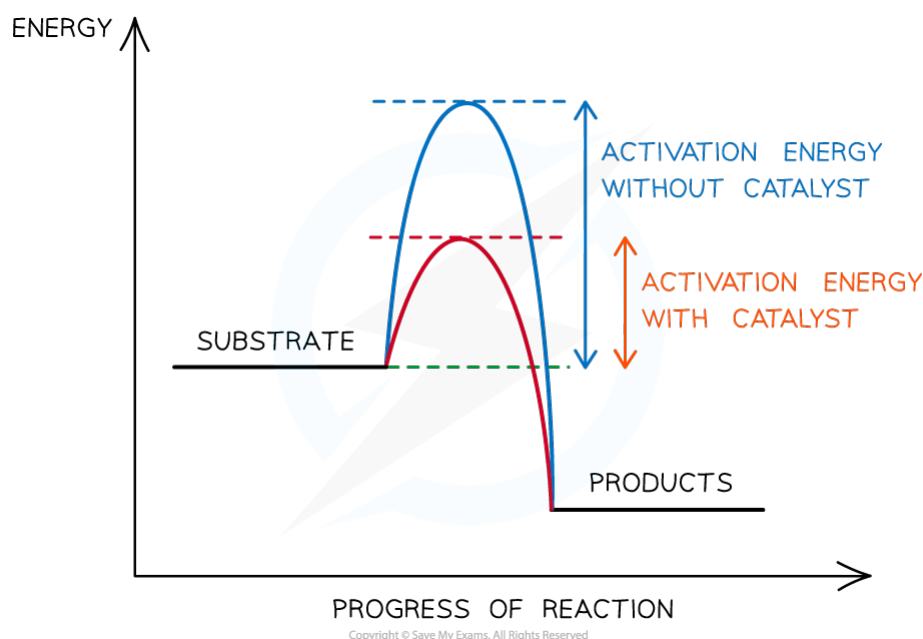 ENERGY
ACTIVATION ENERGY
WITHOUT CATALYST
ACTIVATION ENERGY
WITH CATALYST
SUBSTRATE
PRODUCTS
PROGRESS OF REACTION
Copyright © Save My Exams. All Rights Reserved